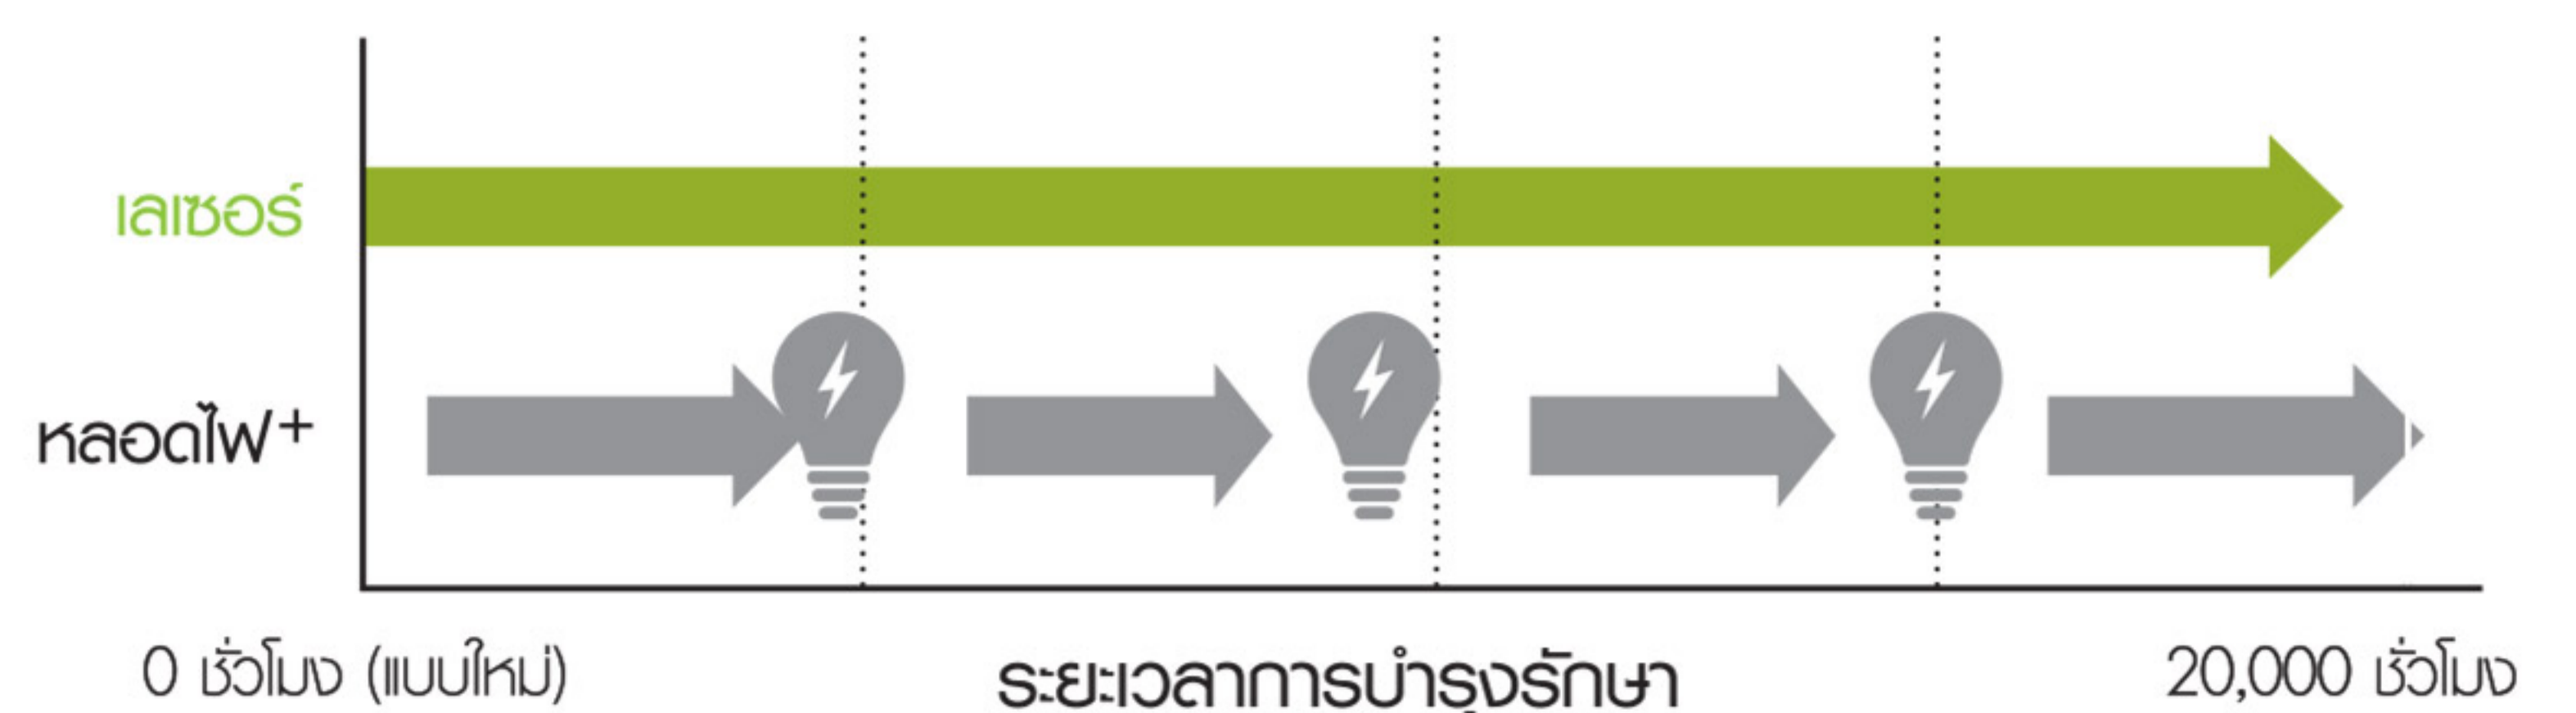 เลเซอร์
หลอดไฟ+
0 ชั่วโมง (แบบใหม่)
ระยะเวลาการบำรุงรักษา
20,000 ชั่วโมง